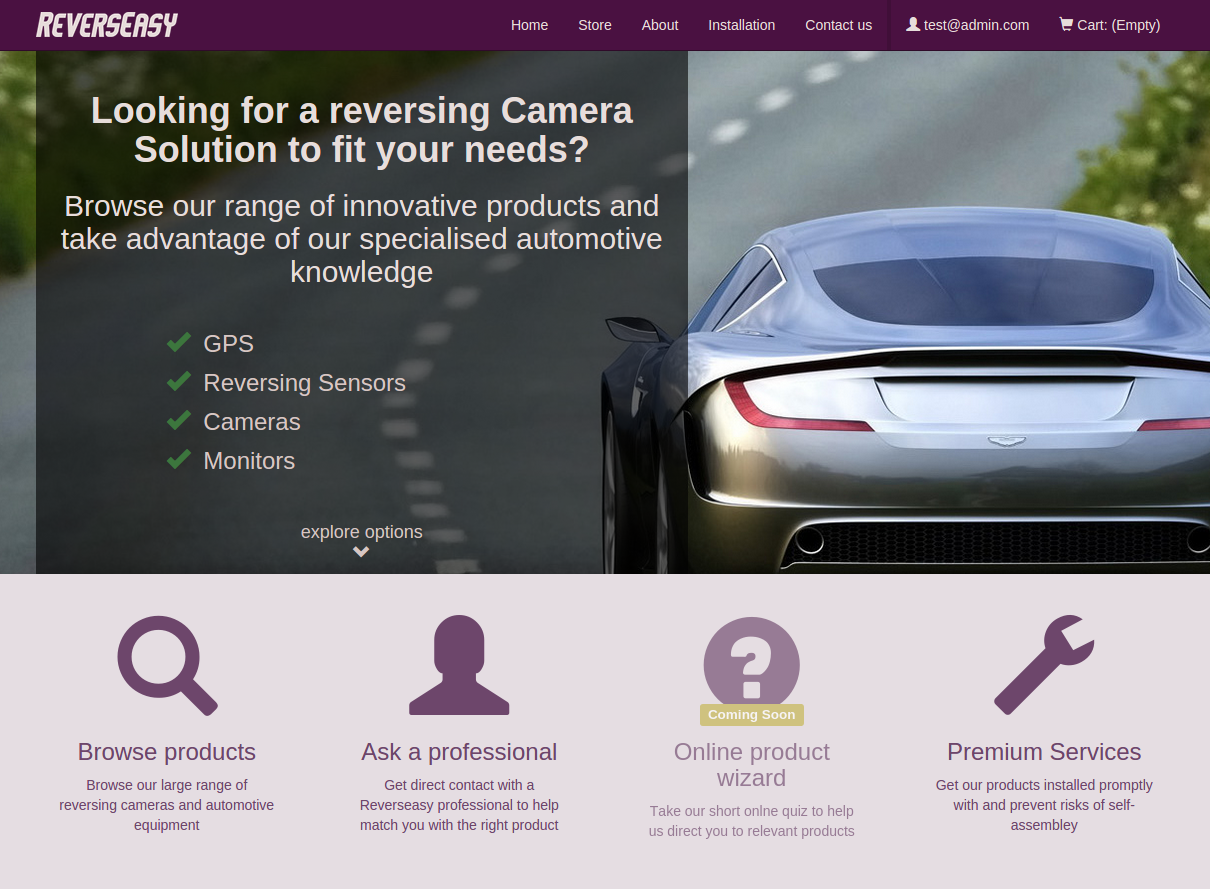 REVERSEASY
Home Store About Installation Contact us test@admin.com Cart: (Empty)
Looking for a reversing Camera
Solution to fit your needs?
Browse our range of innovative products and
take advantage of our specialised automotive
knowledge
GPS
Reversing Sensors
Cameras
Monitors
explore options
Coming Soon
Browse products
Browse our large range of
reversing cameras and automotive
equipment
Ask a professional
Get direct contact with a
Reverseasy professional to help
match you with the right product
Online product
wizard
Take our short onlne quiz to help
us direct you to relevant products
Premium Services
Get our products installed promptly
with and prevent risks of self-
assembley